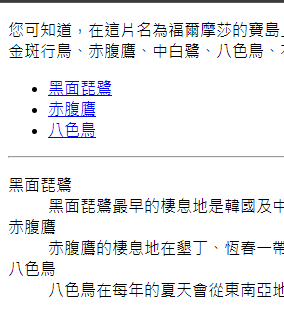 您可知道，在這片名為福爾摩莎的寶島
金斑行鳥、赤腹鷹、中白鷺、八色鳥、
黑面琵鷺
赤腹鷹
八色鳥
黑面琵鷺
黑面琵鷺最早的棲息地是韓國及中
赤腹鷹
赤腹鷹的棲息地在墾丁、恆春一帶
八色鳥
八色鳥在每年的夏天會從東南亞地